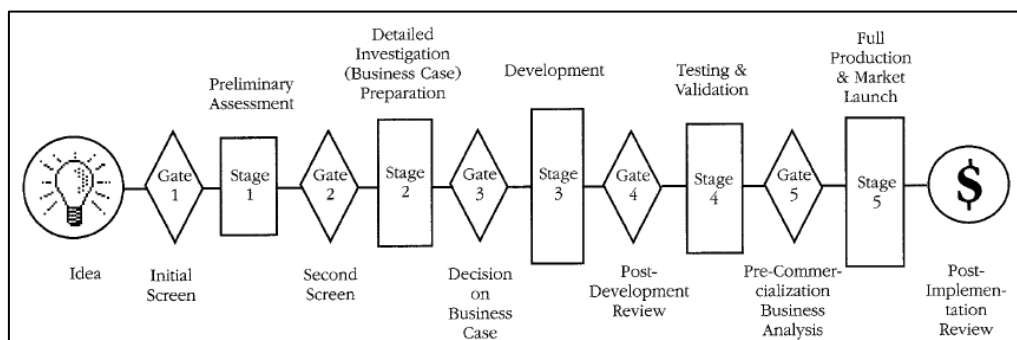 Preliminary
Assessment
Detailed
Investigation
(Business Case)
Preparation
Development
Testing &
Validation
Full
Production
& Market
Launch
Gate
1
Stage
1
Gate
2
Stage
2
Gate
3
Stage
3
Gate
4
Stage
4
Gate
5
Stage
5
$
Idea
Initial
Screen
Second
Screen
Decision
on
Business
Case
Post-
Development
Review
Pre-Commer-
cialization
Business
Analysis
Post-
Implemen-
tation
Review